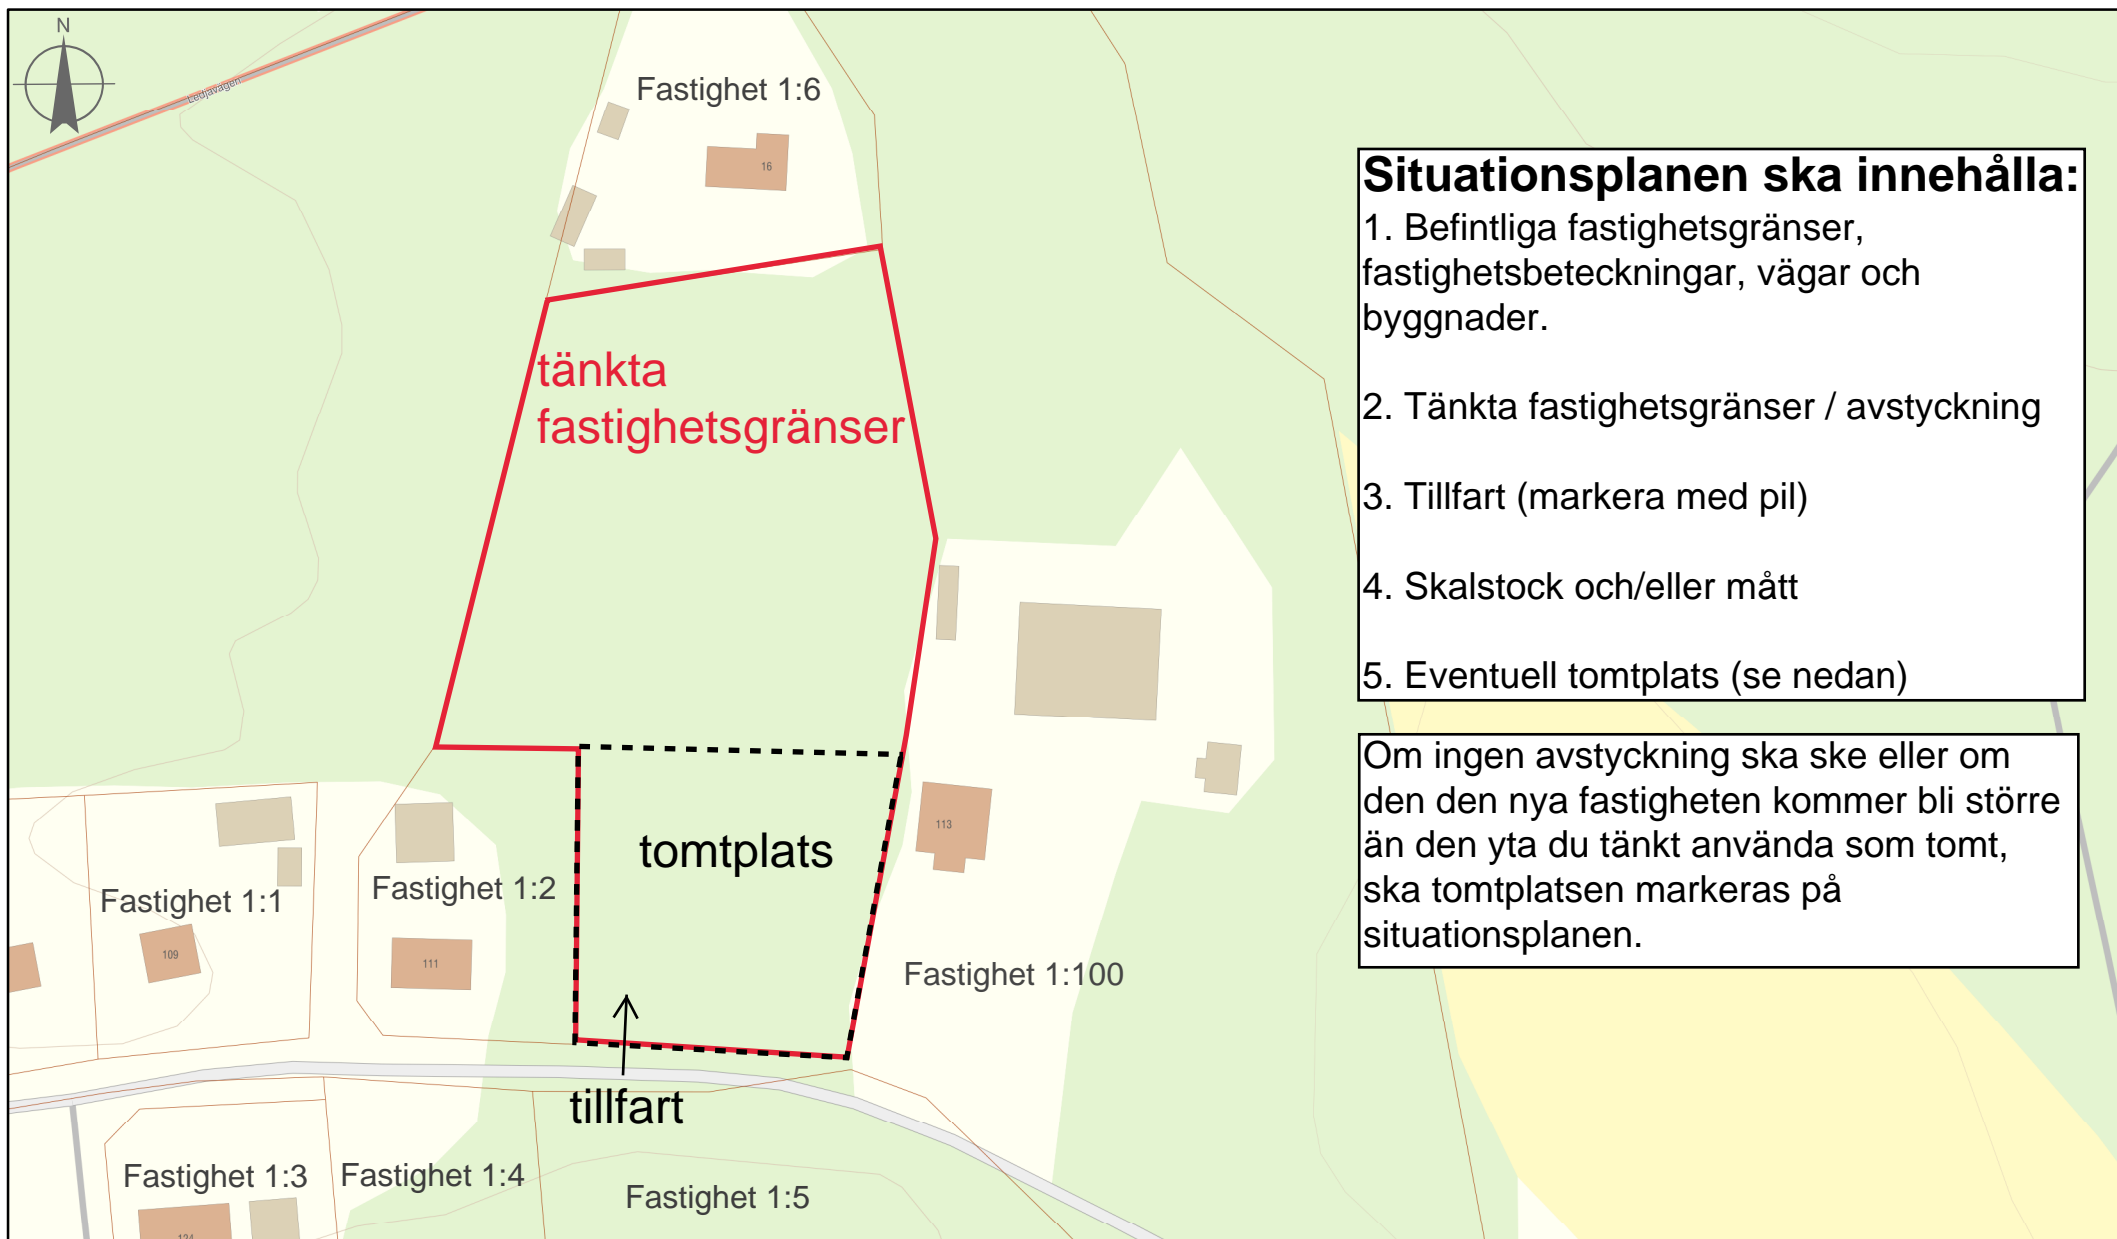 N
Ledjavägen
Fastighet 1:6
16
Situationsplanen ska innehålla:
1. Befintliga fastighetsgränser,
fastighetsbeteckningar, vägar och
byggnader.
2. Tänkta fastighetsgränser / avstyckning
3. Tillfart (markera med pil)
4. Skalstock och/eller mått
5. Eventuell tomtplats (se nedan)
tänkta
fastighetsgränser
Om ingen avstyckning ska ske eller om
den den nya fastigheten kommer bli större
än den yta du tänkt använda som tomt,
ska tomtplatsen markeras på
situationsplanen.
113
tomtplats
Fastighet 1:1
Fastighet 1:2
109
111
Fastighet 1:100
tillfart
Fastighet 1:3
Fastighet 1:4
Fastighet 1:5